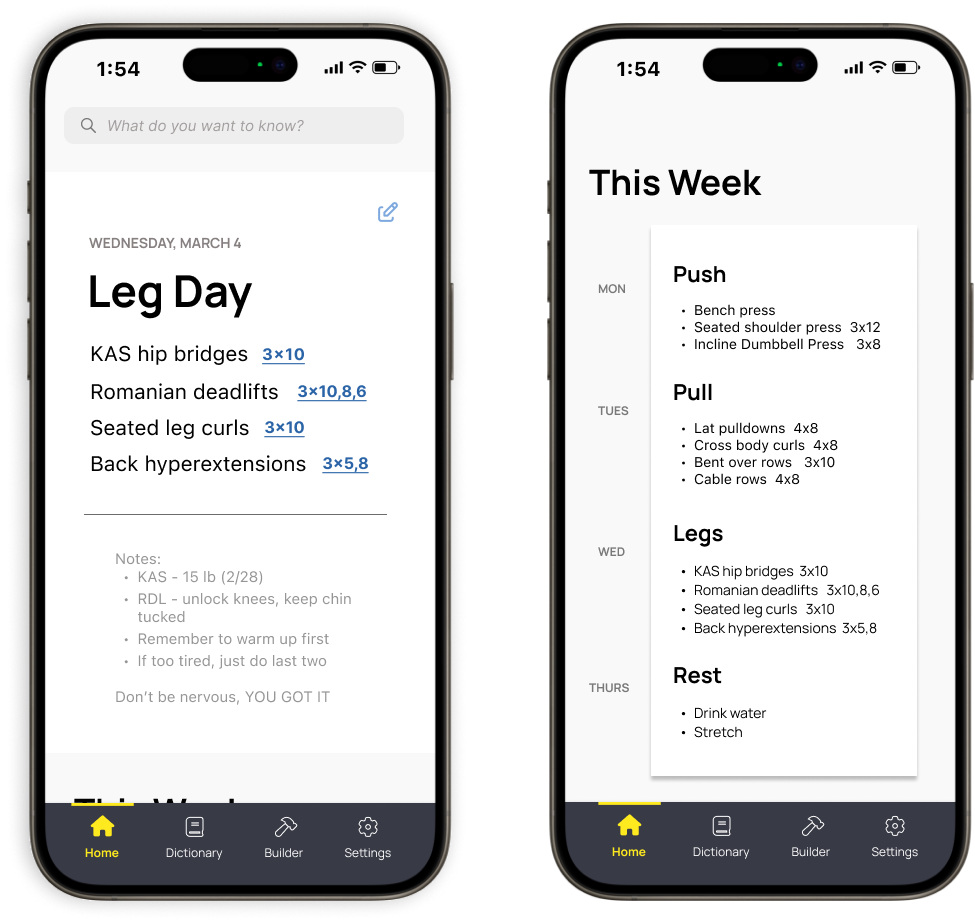 1:54
What do you want to know?
WEDNESDAY, MARCH 4
Leg Day
KAS hip bridges 3×10
Romanian deadlifts 3×10,8,6
Seated leg curls 3×10
Back hyperextensions 3×5,8
Notes:
• KAS - 15 lb (2/28)
• RDL - unlock knees, keep chin
tucked
• Remember to warm up first
• If too tired, just do last two
Don't be nervous, YOU GOT IT
This Week
Home Dictionary Builder Settings
1:54
This Week
MON
Push
• Bench press
• Seated shoulder press 3x12
• Incline Dumbbell Press 3x8
TUES
Pull
• Lat pulldowns 4x8
• Cross body curls 4x8
• Bent over rows 3x10
• Cable rows 4x8
WED
Legs
• KAS hip bridges 3x10
• Romanian deadlifts 3x10,8,6
• Seated leg curls 3x10
• Back hyperextensions 3x5,8
THURS
Rest
• Drink water
• Stretch
Home Dictionary Builder Settings